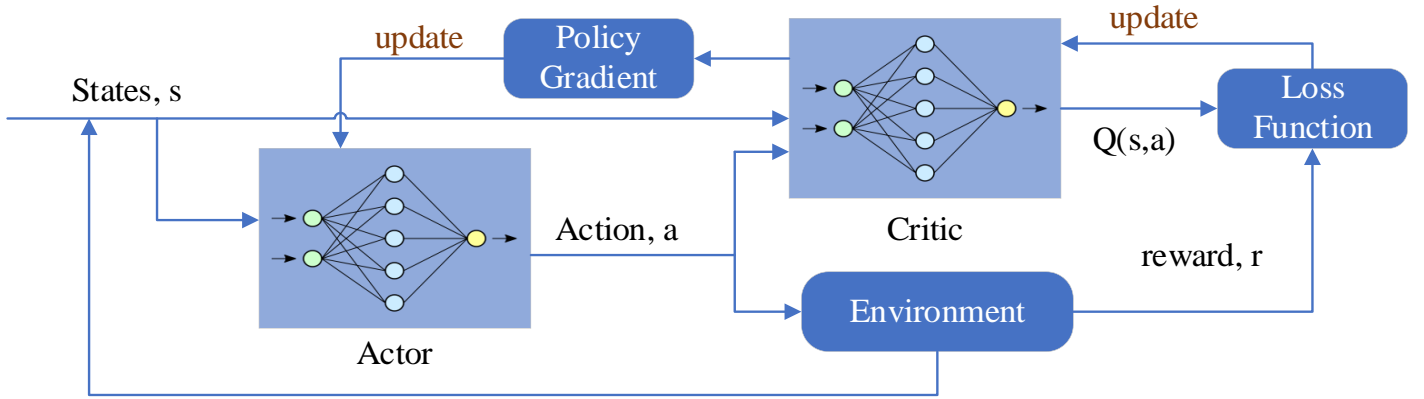 update
Policy
Gradient
update
States, s
Loss
Function
Q(s,a)
Action, a
Critic
reward, r
Environment
Actor